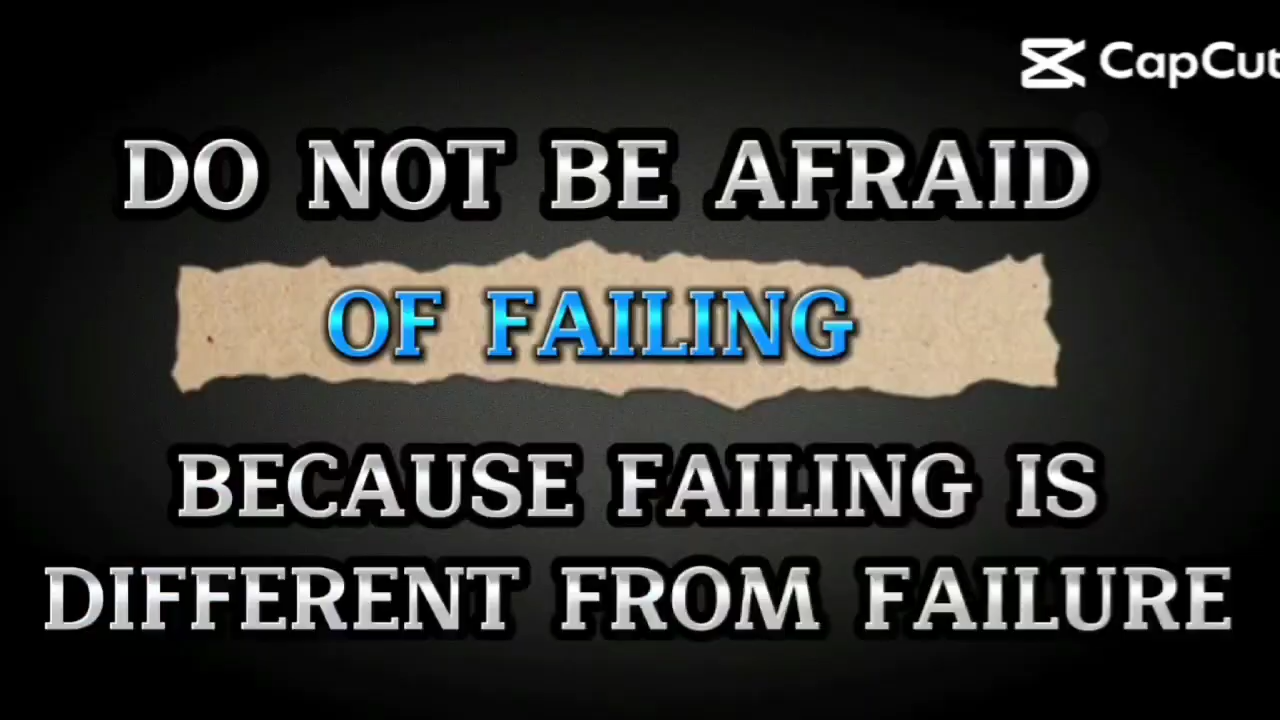 CapCut
DO NOT BE AFRAID
OF FAILING
BECAUSE FAILING IS
DIFFERENT FROM FAILURE